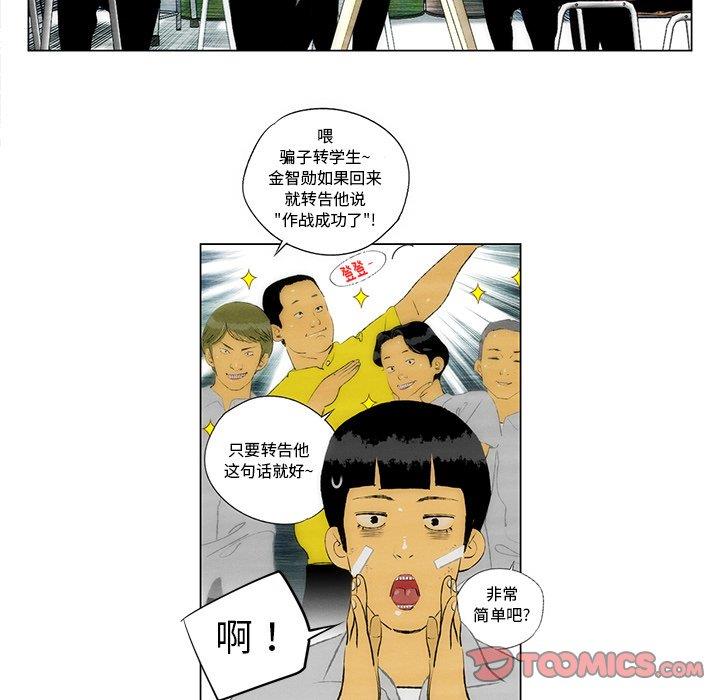 喂
骗子转学生~
金智勋如果回来
就转告他说
"作战成功了"!
登登~
只要转告他
这句话就好~
非常
简单吧?
啊！
TOOMICS.COM